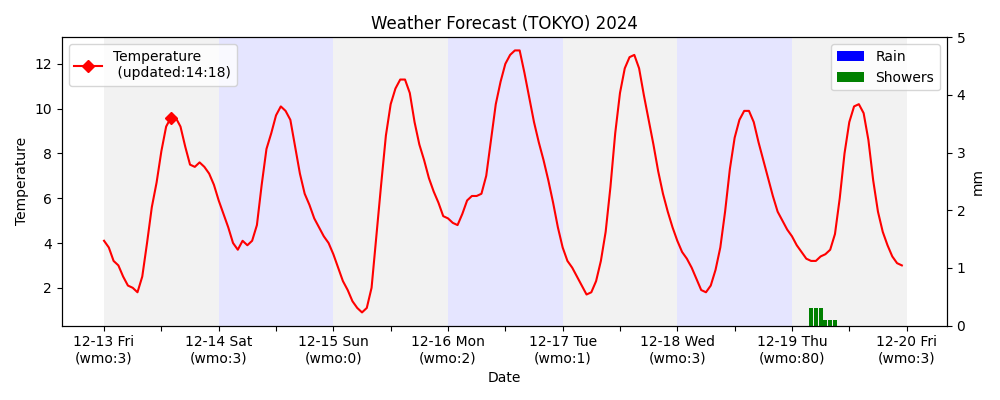 Weather Forecast (TOKYO) 2024
Temperature
(updated:14:18)
Rain
Showers
Temperature
12
10
8
6
4
2
5
4
3
2
1
0
mm
12-13 Fri
(wmo:3)
12-14 Sat
(wmo:3)
12-15 Sun
(wmo:0)
12-16 Mon
(wmo:2)
12-17 Tue
(wmo:1)
12-18 Wed
(wmo:3)
12-19 Thu
(wmo:80)
12-20 Fri
(wmo:3)
Date